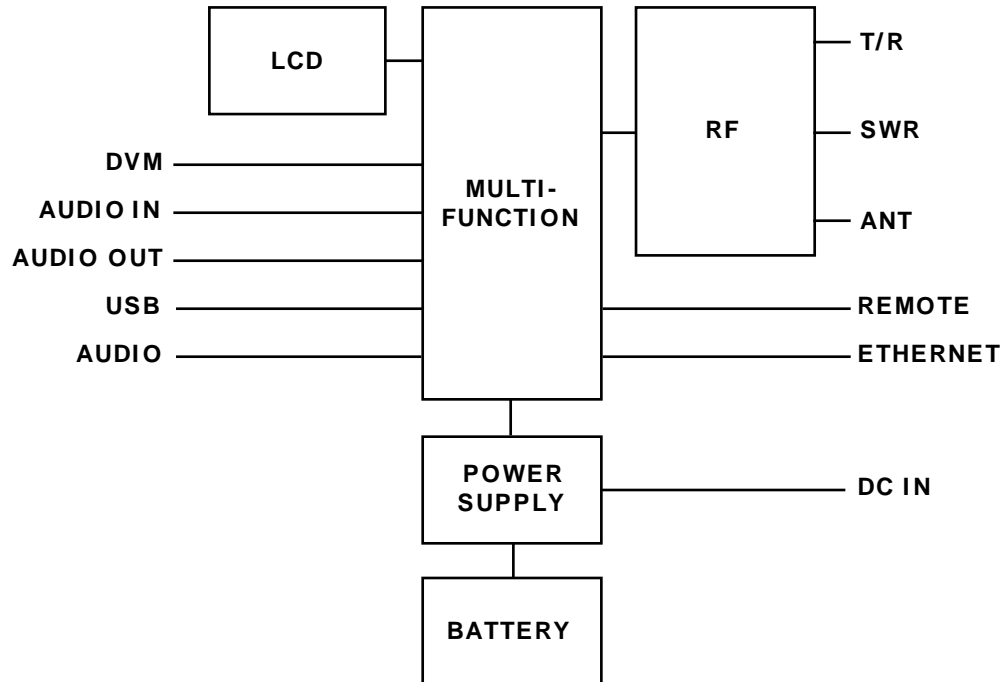 LCD
T/R
RF
SWR
DVM
MULTI-
FUNCTION
AUDIO IN
ANT
AUDIO OUT
USB
REMOTE
AUDIO
ETHERNET
POWER
SUPPLY
DC IN
BATTERY